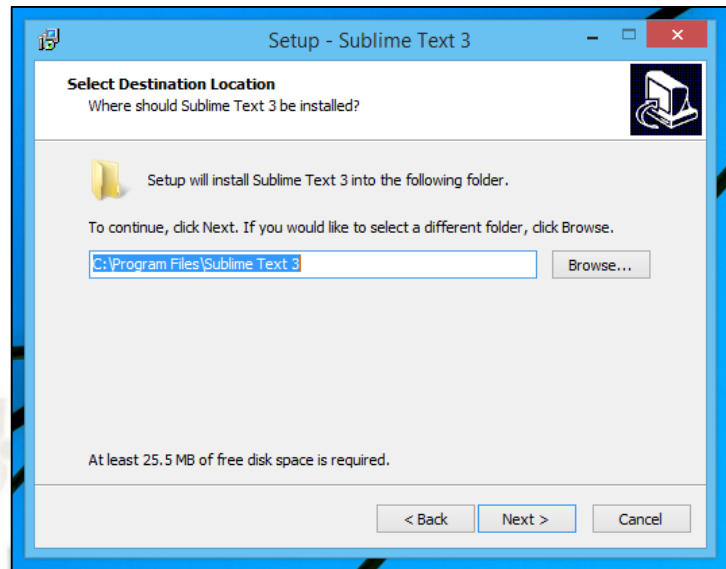 Setup - Sublime Text 3
Select Destination Location
Where should Sublime Text 3 be installed?
Setup will install Sublime Text 3 into the following folder.
To continue, click Next. If you would like to select a different folder, click Browse.
C:\Program Files\Sublime Text 3
Browse...
At least 25.5 MB of free disk space is required.
< Back
Next >
Cancel